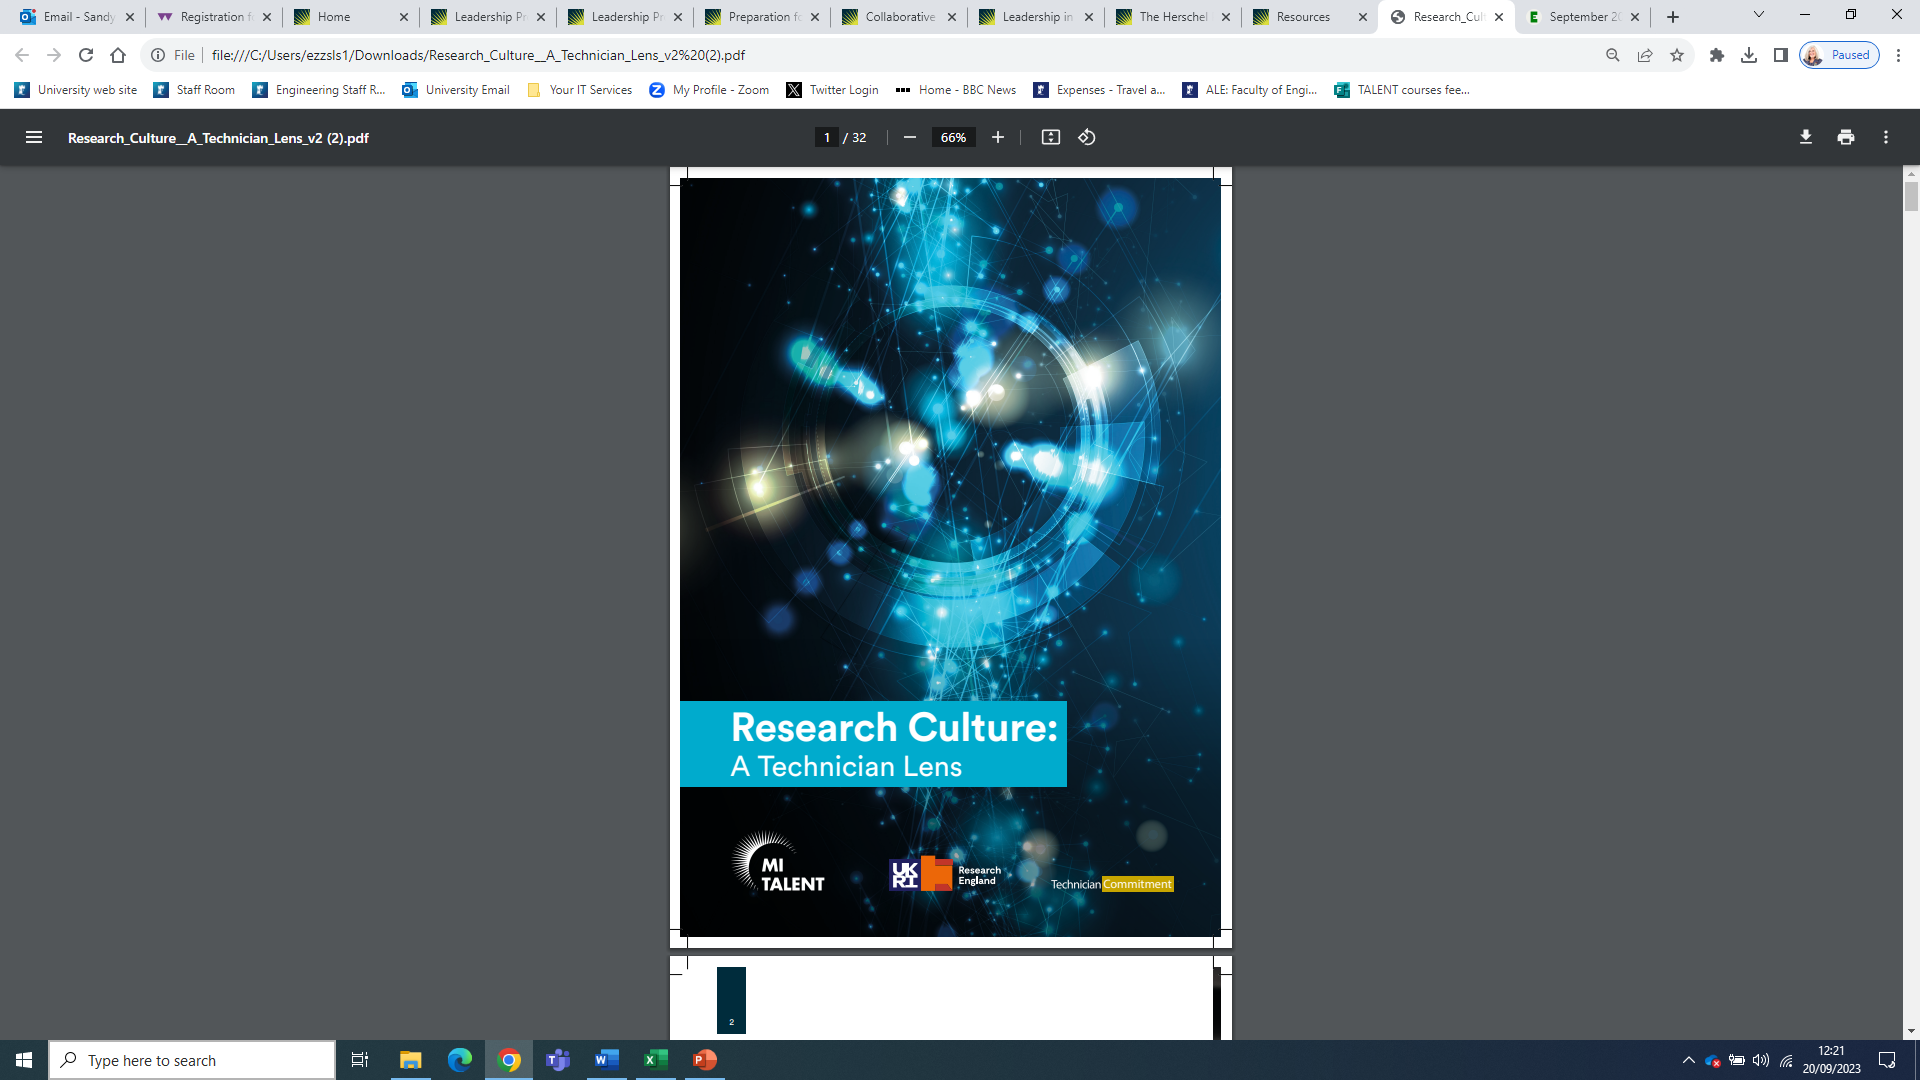 Email - Sandy
Registration f
Home
Leadership Pr
Leadership Pr
Preparation fo
Collaborative
Leadership in
The Herschel
Resources
Research_Cult
September 20
File
file:///C:/Users/ezzsls1/Downloads/Research_Culture__A_Technician_Lens_v2%20(2).pdf
Paused
University web site
Staff Room
Engineering Staff R...
University Email
Your IT Services
My Profile - Zoom
Twitter Login
Home - BBC News
Expenses - Travel a...
ALE: Faculty of Engi...
TALENT courses fee...
Research_Culture__A_Technician_Lens_v2 (2).pdf
1 / 32
66%
Research Culture:
A Technician Lens
MI
TALENT
UK
RI
Research
England
Technician Commitment
2
Type here to search
12:21
20/09/2023